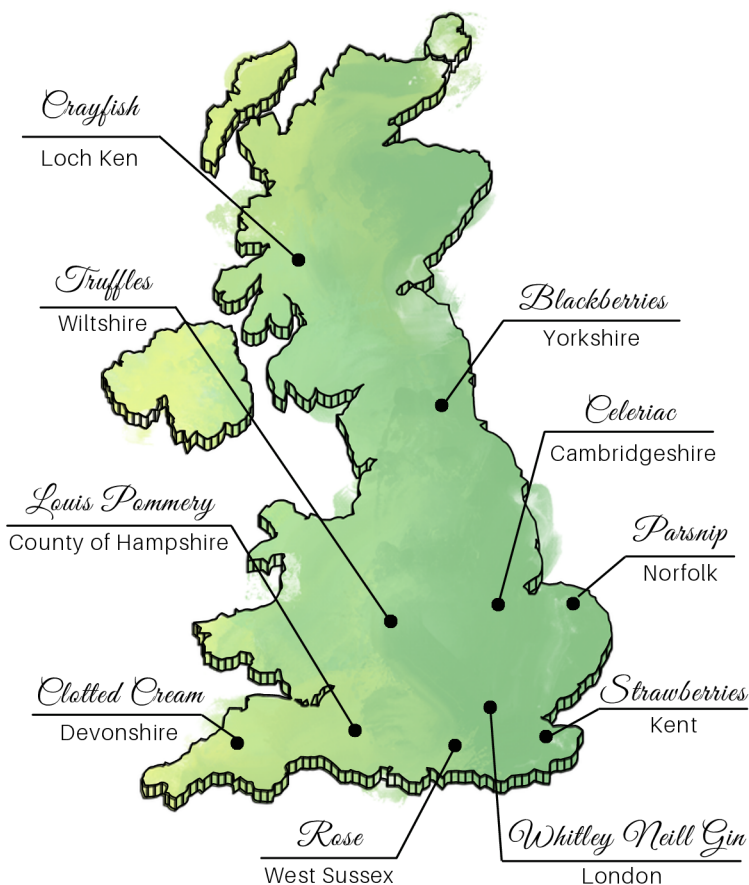 Crayfish
Loch Ken
Truffles
Wiltshire
Blackberries
Yorkshire
Celeriac
Cambridgeshire
Louis Pommery
County of Hampshire
Parsnip
Norfolk
Clotted Cream
Devonshire
Strawberries
Kent
Rose
West Sussex
Whitley Neill Gin
London